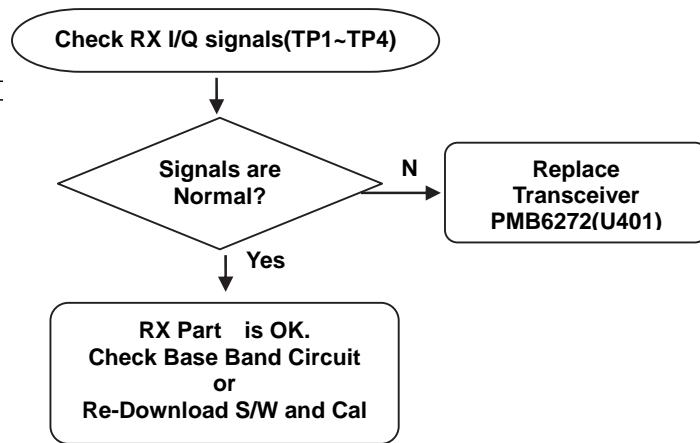 Check RX I/Q signals(TP1~TP4)
Signals are
Normal?
N
Replace
Transceiver
PMB6272(U401)
Yes
RX Part is OK.
Check Base Band Circuit
or
Re-Download S/W and Cal